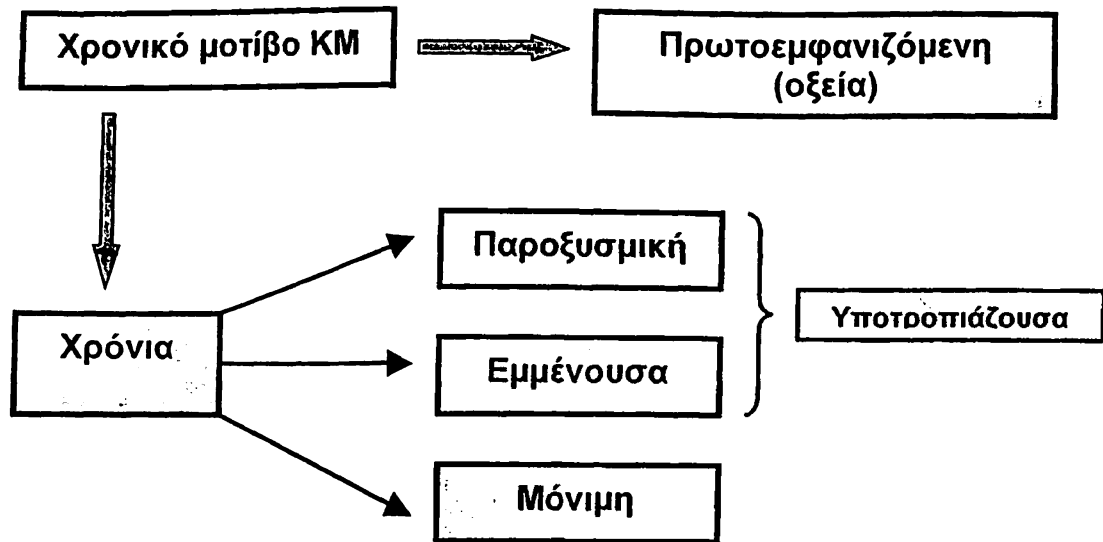 Χρονικό μοτίβο ΚΜ
Πρωτοεμφανιζόμενη
(οξεία)
Παροξυσμική
Υποτροπιάζουσα
Χρόνια
Εμμένουσα
Μόνιμη